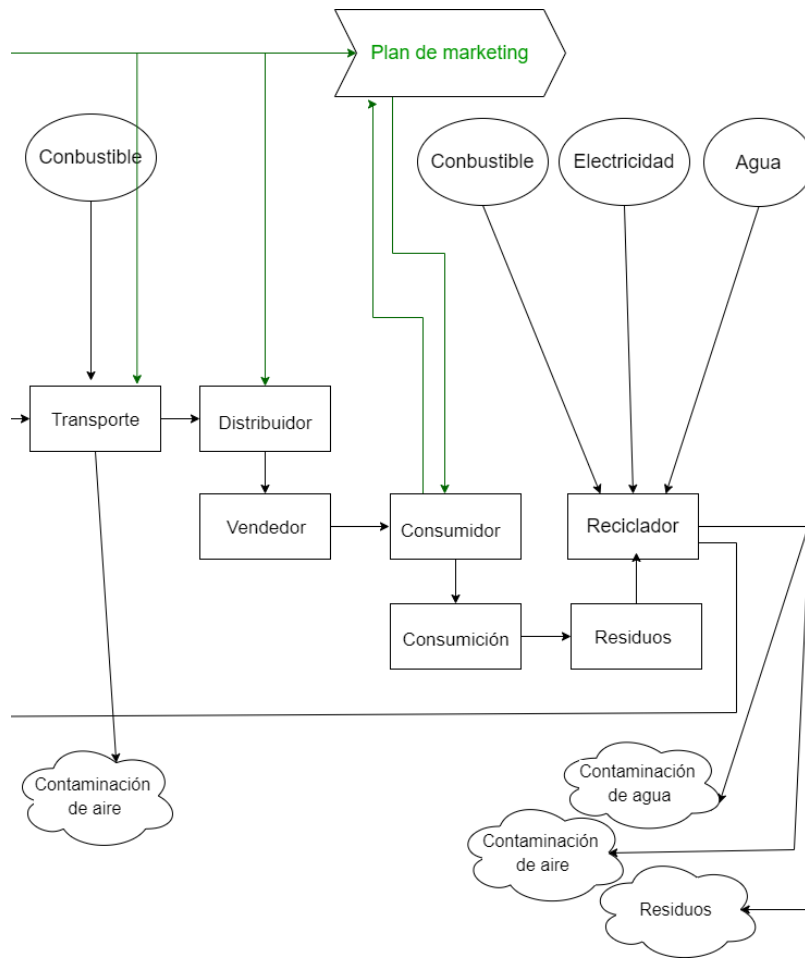 Plan de marketing
Conbustible
Conbustible
Electricidad
Agua
Transporte
Distribuidor
Vendedor
Consumidor
Reciclador
Consumición
Residuos
Contaminación
de aire
Contaminación
de agua
Contaminación
de aire
Residuos